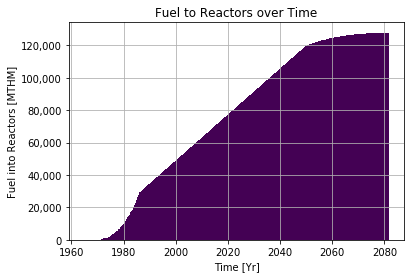 Fuel to Reactors over Time
Fuel into Reactors [MTHM]
120,000
100,000
80,000
60,000
40,000
20,000
0
1960 1980 2000 2020 2040 2060 2080
Time [Yr]